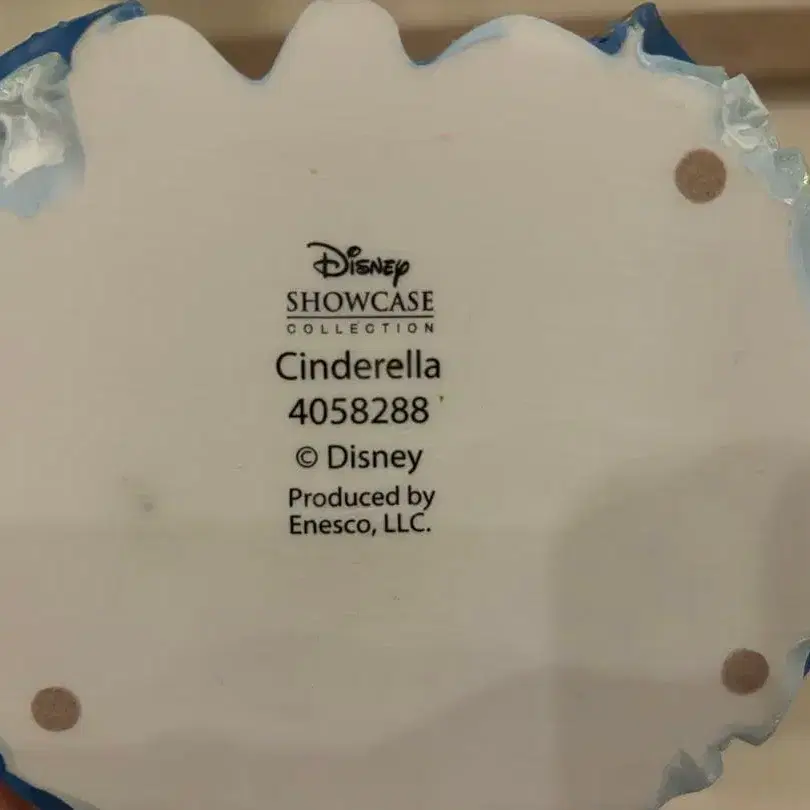 Disney
SHOWCASE
COLLECTION
Cinderella
4058288
© Disney
Produced by
Enesco, LLC.